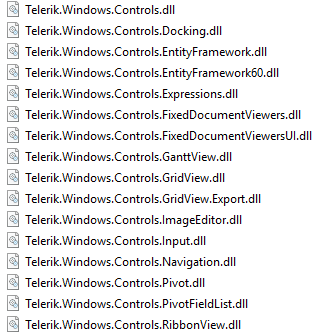 Telerik.Windows.Controls.dll
Telerik.Windows.Controls.Docking.dll
Telerik.Windows.Controls.EntityFramework.dll
Telerik.Windows.Controls.EntityFramework60.dll
Telerik.Windows.Controls.Expressions.dll
Telerik.Windows.Controls.FixedDocumentViewers.dll
Telerik.Windows.Controls.FixedDocumentViewersUI.dll
Telerik.Windows.Controls.GanttView.dll
Telerik.Windows.Controls.GridView.dll
Telerik.Windows.Controls.GridView.Export.dll
Telerik.Windows.Controls.ImageEditor.dll
Telerik.Windows.Controls.Input.dll
Telerik.Windows.Controls.Navigation.dll
Telerik.Windows.Controls.Pivot.dll
Telerik.Windows.Controls.PivotFieldList.dll
Telerik.Windows.Controls.RibbonView.dll